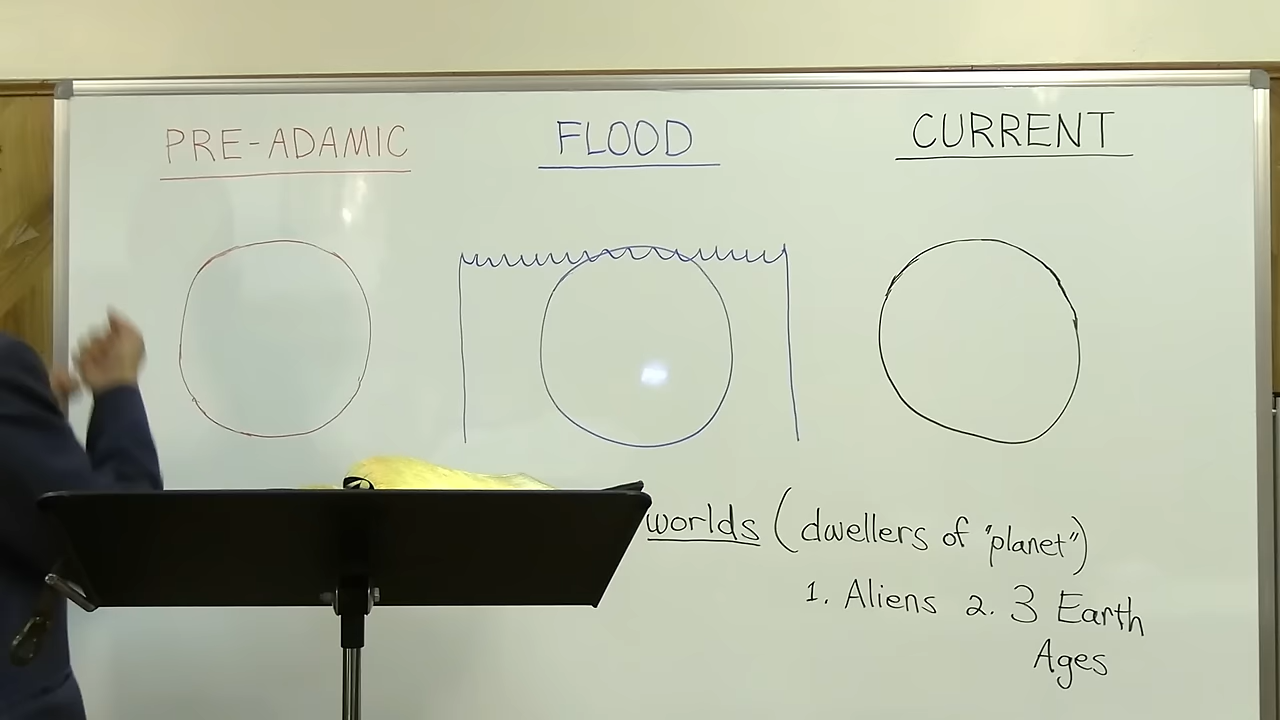 PRE-ADAMIC
FLOOD
CURRENT
worlds (dwellers of "planet")
1. Aliens 2. 3 Earth
Ages